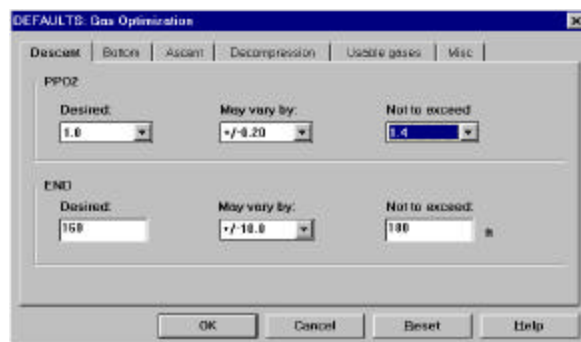 DEFAULTS: Gas Optimization
Descent Bottom Ascent Decompression Usable gases Misc
PPO2
Desired: May vary by: Not to exceed
1.0 +/-0.20 1.4
END
Desired: May vary by: Not to exceed:
160 +/-10.0 180 ft
OK Cancel Reset Help